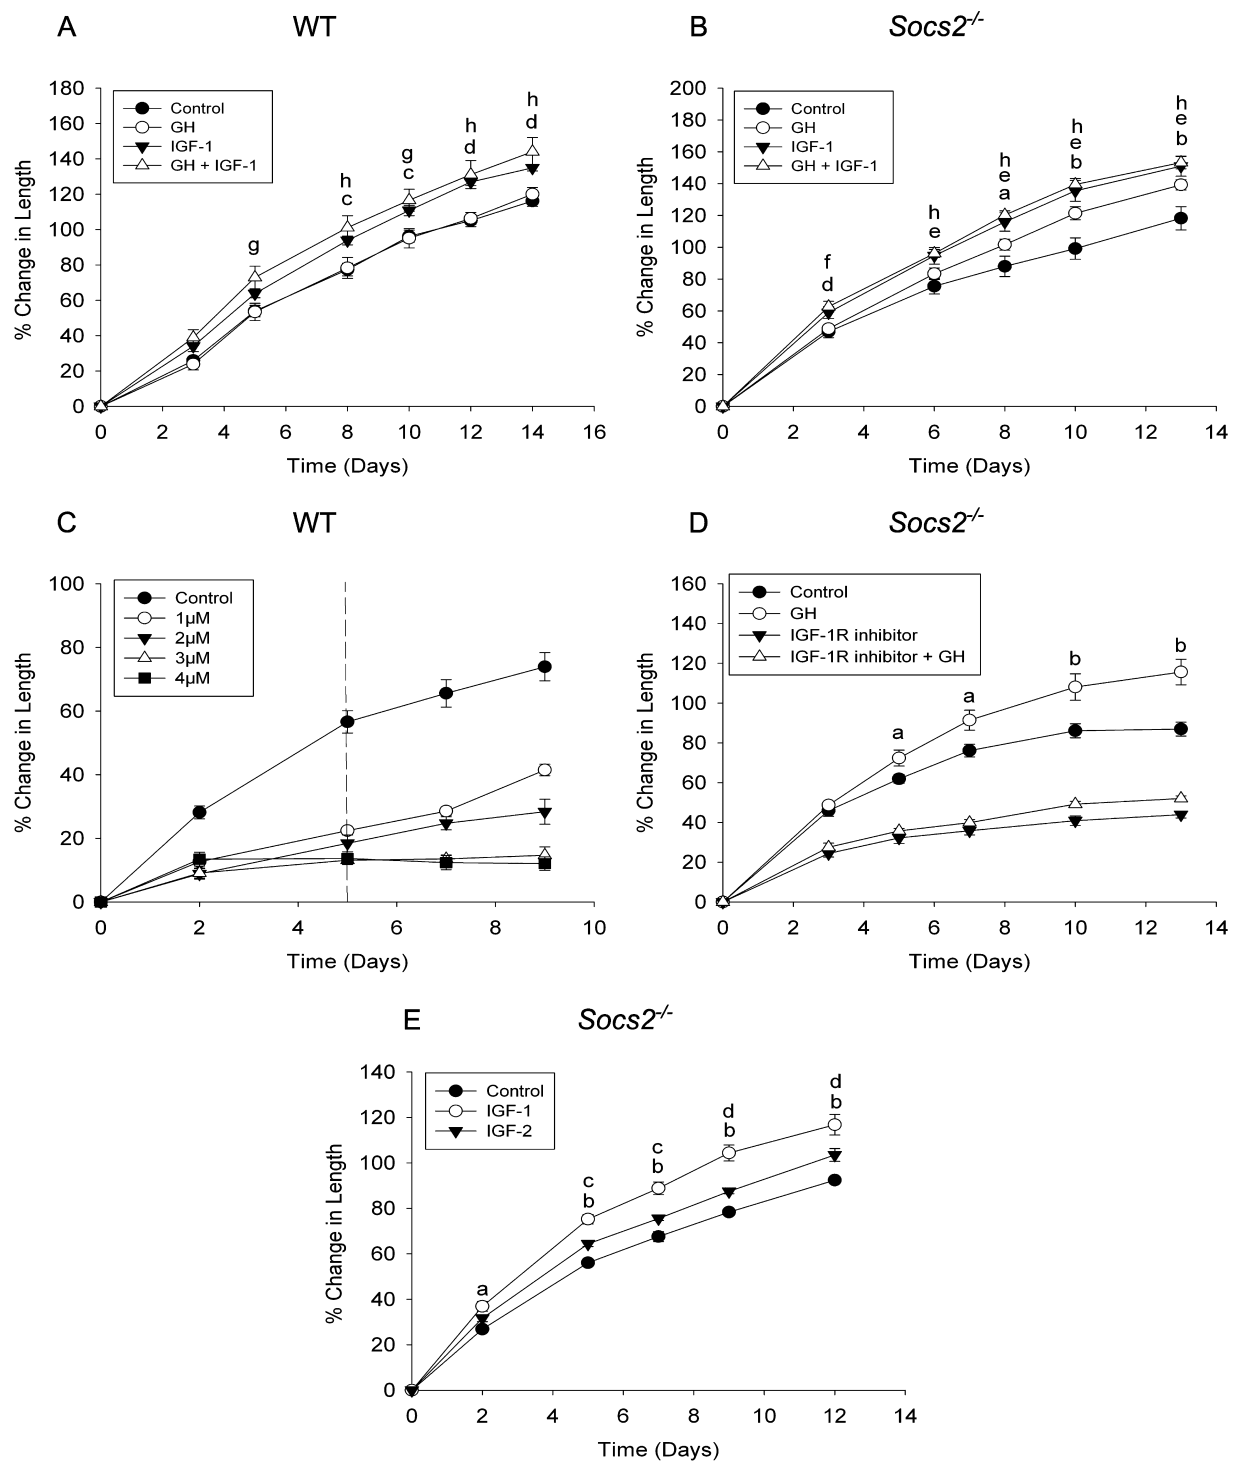 A WT
180
160
140
120
100
80
60
40
20
0
% Change in Length
Control
GH
IGF-1
GH + IGF-1
g
h
c
g
c
h
d
h
d
0 2 4 6 8 10 12 14 16
Time (Days)
B Socs2-/-
200
180
160
140
120
100
80
60
40
20
0
% Change in Length
Control
GH
IGF-1
GH + IGF-1
f
d
h
e
h
e
a
h
e
b
h
e
b
0 2 4 6 8 10 12 14
Time (Days)
C WT
100
80
60
40
20
0
% Change in Length
Control
1µM
2µM
3µM
4µM
0 2 4 6 8 10
Time (Days)
D Socs2-/-
160
140
120
100
80
60
40
20
0
% Change in Length
Control
GH
IGF-1R inhibitor
IGF-1R inhibitor + GH
a
a
b
b
0 2 4 6 8 10 12 14
Time (Days)
E Socs2-/-
140
120
100
80
60
40
20
0
% Change in Length
Control
IGF-1
IGF-2
a
c
b
c
b
d
b
d
b
0 2 4 6 8 10 12 14
Time (Days)